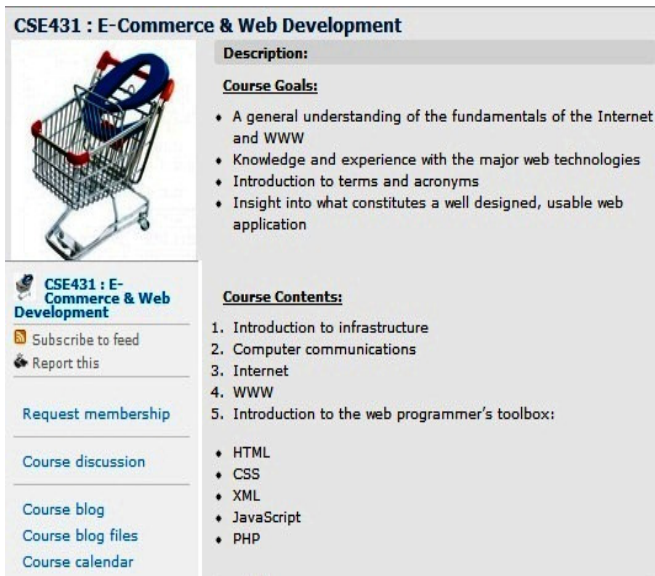 CSE431 : E-Commerce & Web Development
Description:
Course Goals:
• A general understanding of the fundamentals of the Internet
and WWW
• Knowledge and experience with the major web technologies
• Introduction to terms and acronyms
• Insight into what constitutes a well designed, usable web
application
CSE431 : E-
Commerce & Web
Development
Subscribe to feed
Report this
Request membership
Course discussion
Course blog
Course blog files
Course calendar
Course Contents:
1. Introduction to infrastructure
2. Computer communications
3. Internet
4. WWW
5. Introduction to the web programmer's toolbox:
• HTML
• CSS
• XML
• JavaScript
• PHP